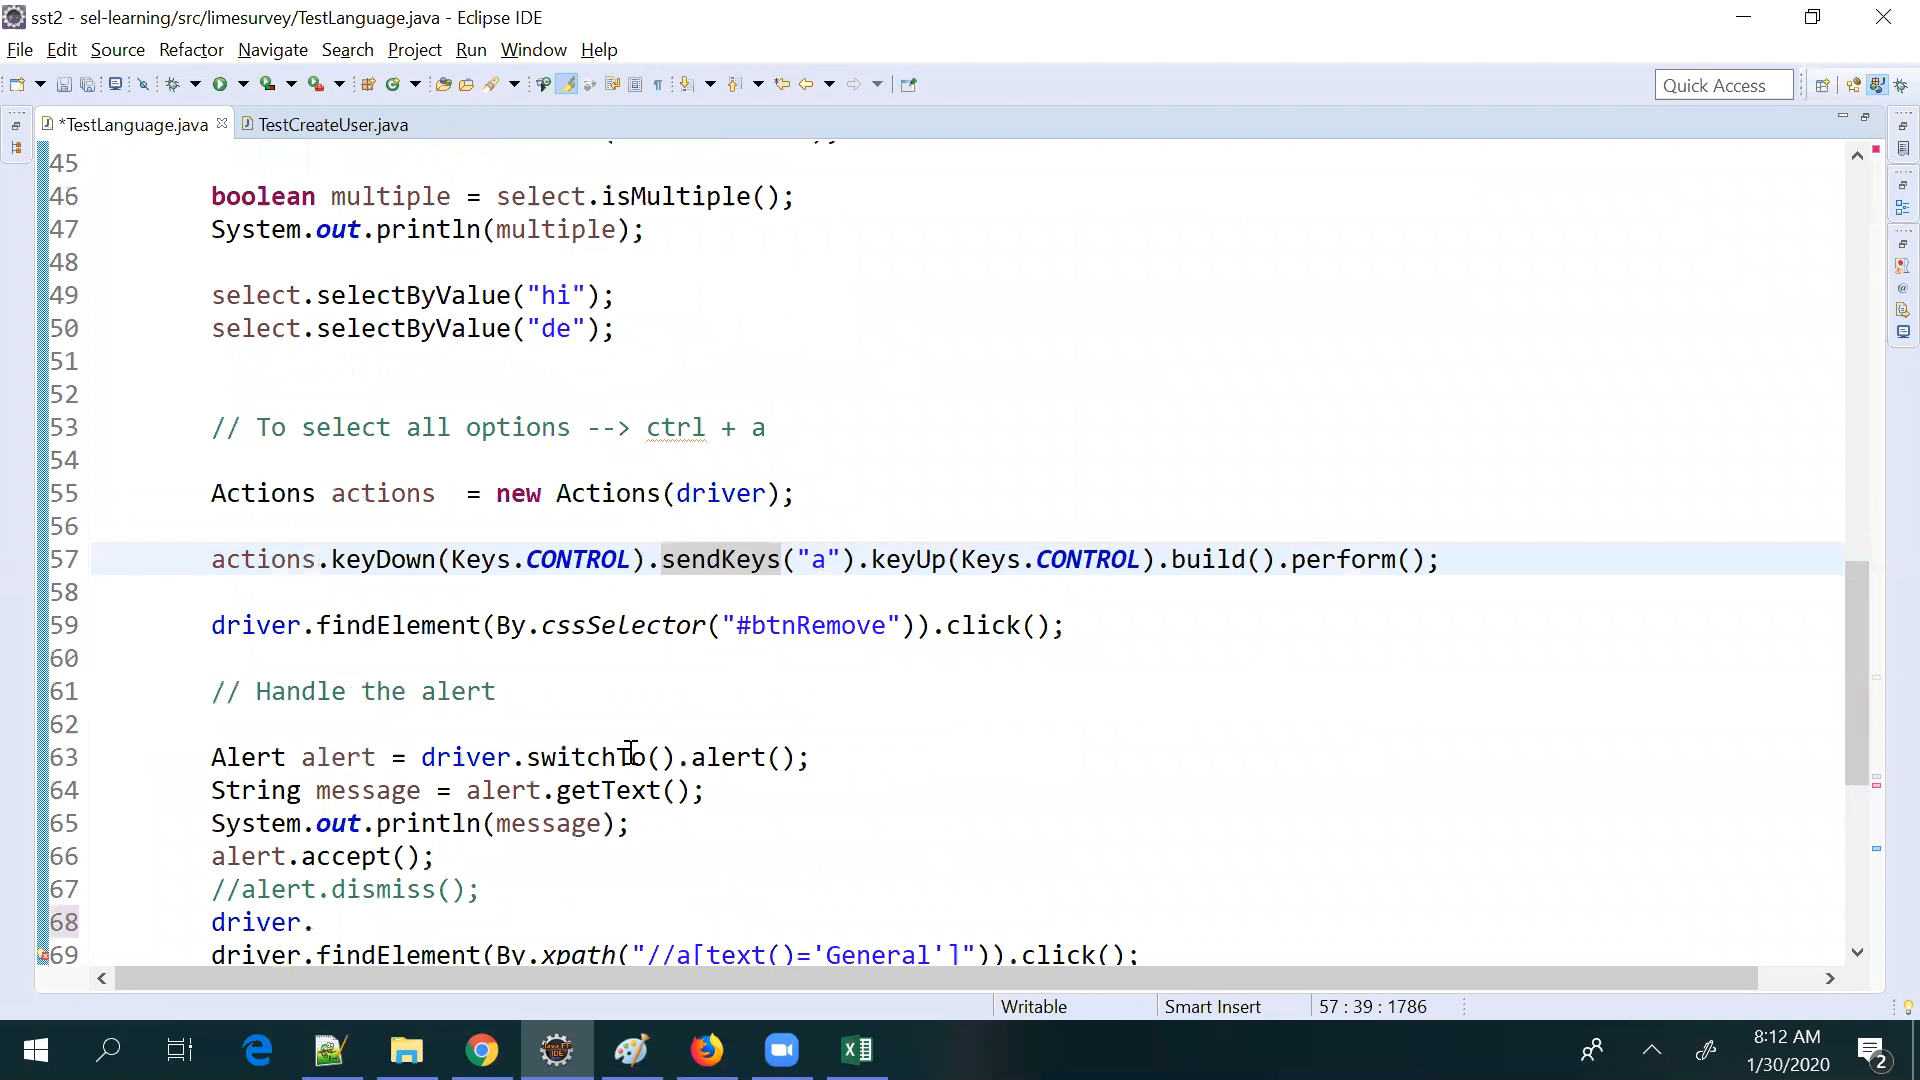 sst2 - sel-learning/src/limesurvey/TestLanguage.java - Eclipse IDE
File Edit Source Refactor Navigate Search Project Run Window Help
Quick Access
*TestLanguage.java TestCreateUser.java
45
46 boolean multiple = select.isMultiple();
47 System.out.println(multiple);
48
49 select.selectByValue("hi");
50 select.selectByValue("de");
51
52
53 // To select all options --> ctrl + a
54
55 Actions actions  = new Actions(driver);
56
57 actions.keyDown(Keys.CONTROL).sendKeys("a").keyUp(Keys.CONTROL).build().perform();
58
59 driver.findElement(By.cssSelector("#btnRemove")).click();
60
61 // Handle the alert
62
63 Alert alert = driver.switchTo().alert();
64 String message = alert.getText();
65 System.out.println(message);
66 alert.accept();
67 //alert.dismiss();
68 driver.
69 driver.findElement(By.xpath("//a[text()='General']")).click();
Writable Smart Insert 57 : 39 : 1786
Java EE
IDE
8:12 AM
1/30/2020
2